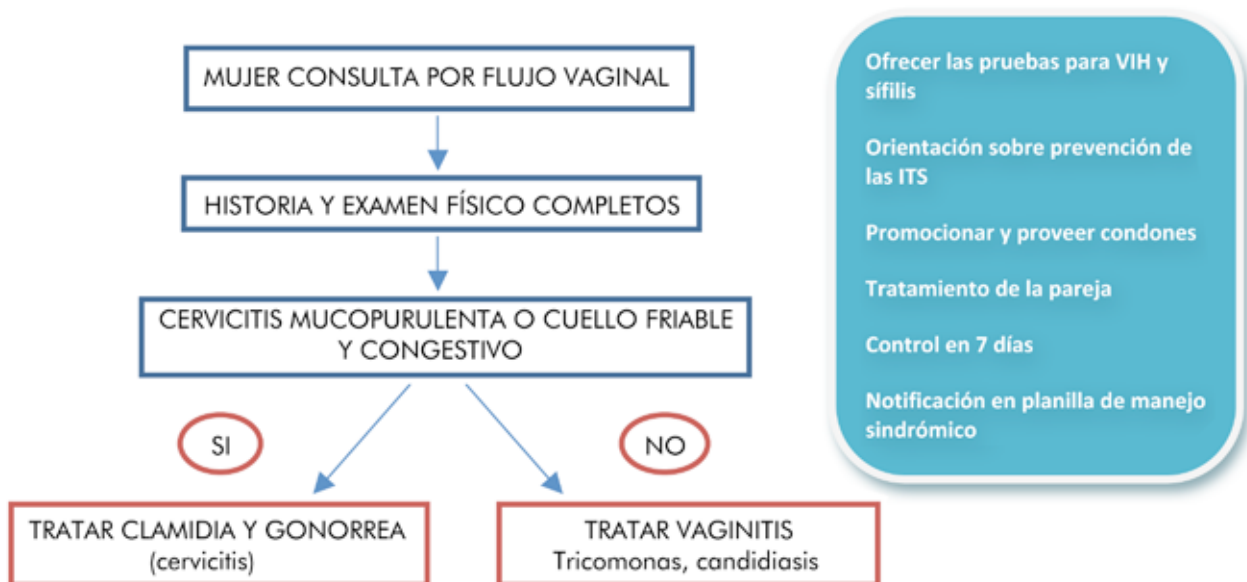 MUJER CONSULTA POR FLUJO VAGINAL
HISTORIA Y EXAMEN FÍSICO COMPLETOS
CERVICITIS MUCOPURULENTA O CUELLO FRIABLE
Y CONGESTIVO
SI
NO
TRATAR CLAMIDIA Y GONORREA
(cervicitis)
TRATAR VAGINITIS
Tricomonas, candidiasis
Ofrecer las pruebas para VIH y
sífilis
Orientación sobre prevención de
las ITS
Promocionar y proveer condones
Tratamiento de la pareja
Control en 7 días
Notificación en planilla de manejo
sindrómico